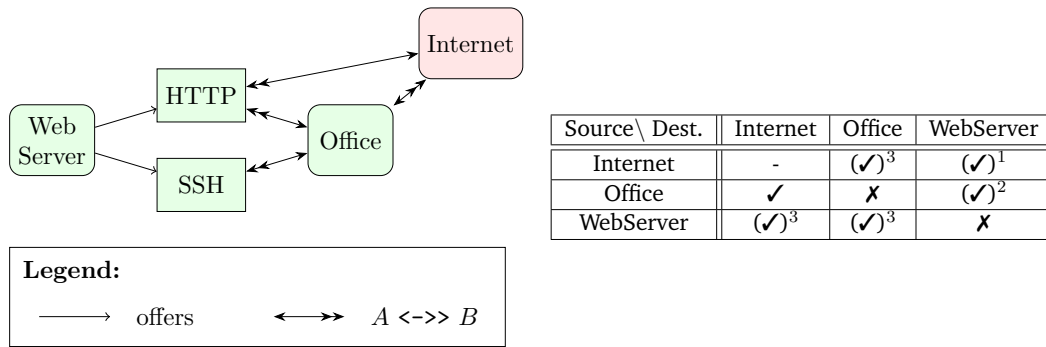 Internet
HTTP
Web
Server
Office
SSH
Legend:
offers
A <->> B
Source\ Dest. Internet Office WebServer
Internet - (✓)³ (✓)¹
Office ✓ ✗ (✓)²
WebServer (✓)³ (✓)³ ✗